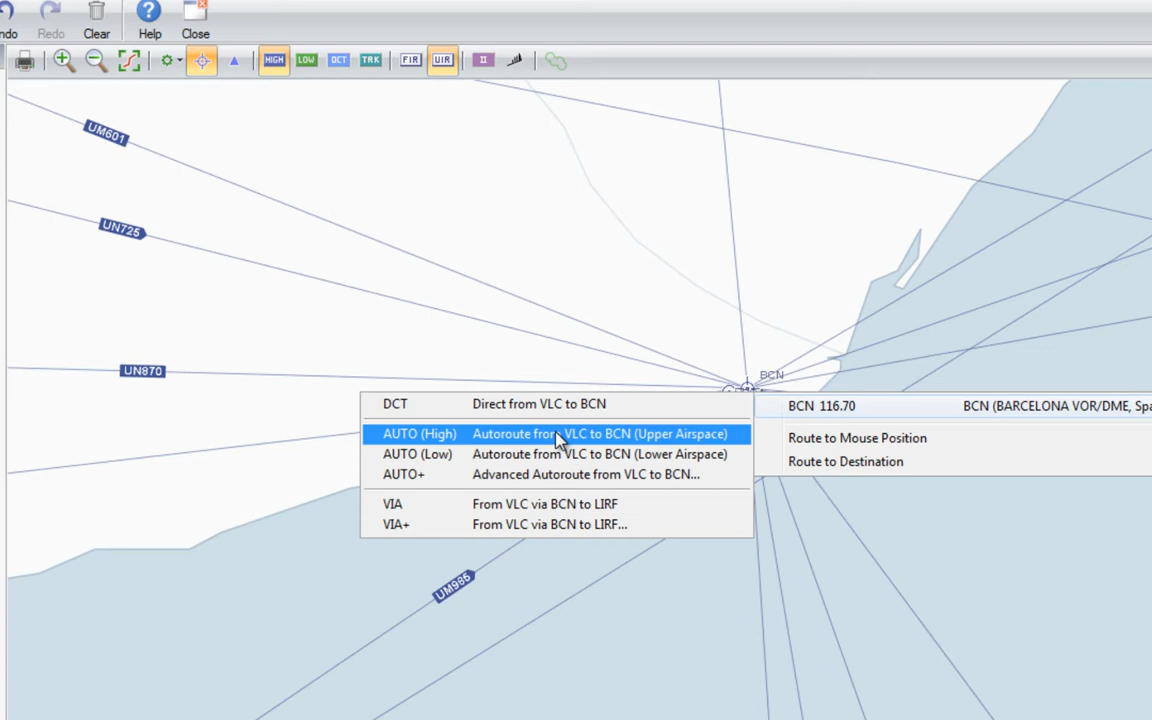 ndo Redo Clear Help Close
HIGH LOW DCT TRK FIR UIR II
UM601
UN725
UN870
BCN
DCT Direct from VLC to BCN
AUTO (High) Autoroute from VLC to BCN (Upper Airspace)
AUTO (Low) Autoroute from VLC to BCN (Lower Airspace)
AUTO+ Advanced Autoroute from VLC to BCN...
VIA From VLC via BCN to LIRF
VIA+ From VLC via BCN to LIRF...
BCN 116.70 BCN (BARCELONA VOR/DME, Spa
Route to Mouse Position
Route to Destination
UM985